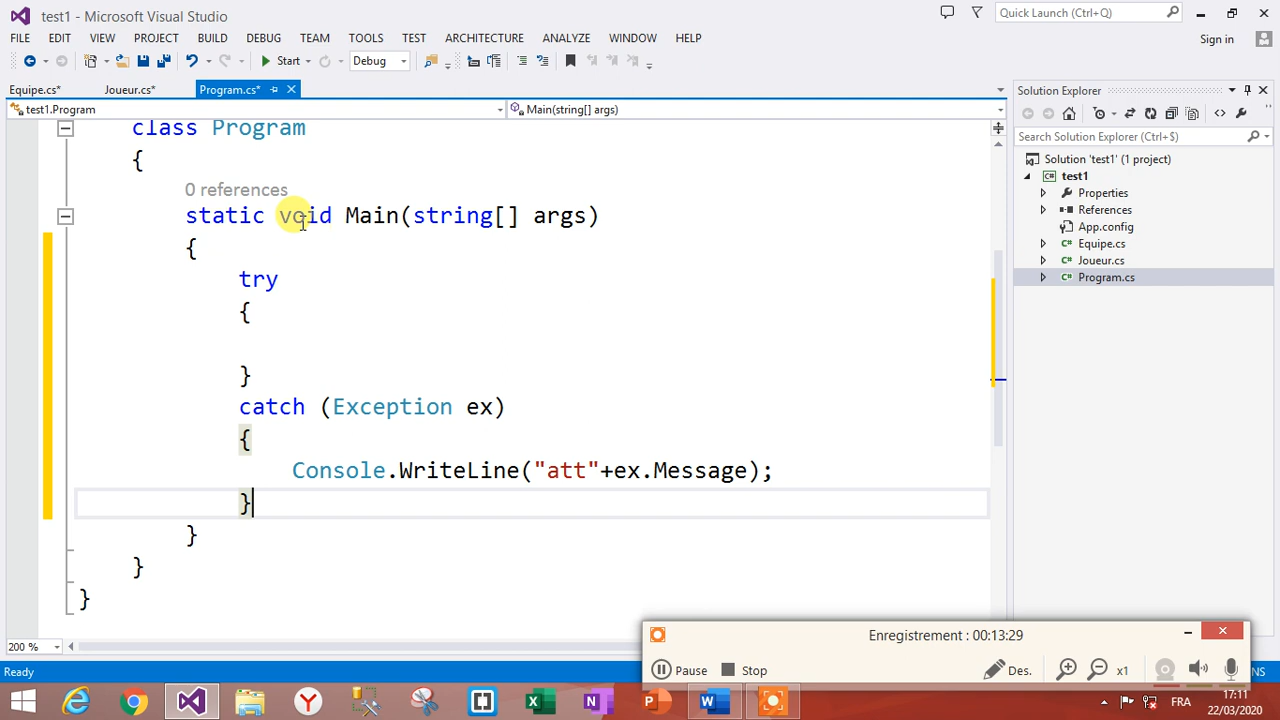 test1 - Microsoft Visual Studio
Quick Launch (Ctrl+Q)
FILE EDIT VIEW PROJECT BUILD DEBUG TEAM TOOLS TEST ARCHITECTURE ANALYZE WINDOW HELP
Sign in
Start Debug
Equipe.cs* Joueur.cs* Program.cs*
test1.Program Main(string[] args)
class Program
{
0 references
static void Main(string[] args)
{
try
{
}
catch (Exception ex)
{
Console.WriteLine("att"+ex.Message);
}
}
}
}
200 %
Ready
Solution Explorer
Search Solution Explorer (Ctrl+$)
Solution 'test1' (1 project)
test1
Properties
References
App.config
Equipe.cs
Joueur.cs
Program.cs
Enregistrement : 00:13:29
Pause Stop Des. x1
NS
FRA
17:11
22/03/2020